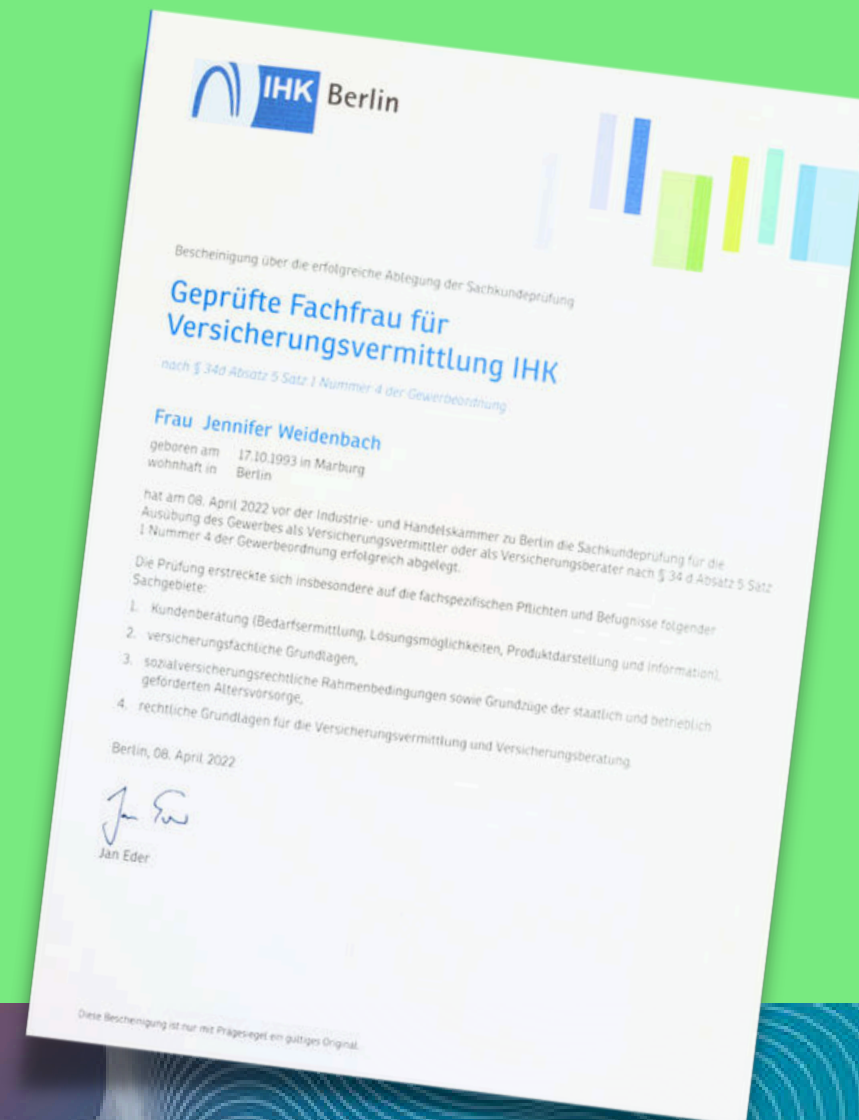 IHK Berlin
Bescheinigung über die erfolgreiche Ablegung der Sachkundeprüfung
Geprüfte Fachfrau für
Versicherungsvermittlung IHK
nach § 34d Absatz 5 Satz 1 Nummer 4 der Gewerbeordnung
Frau Jennifer Weidenbach
geboren am 17.10.1993 in Marburg
wohnhaft in Berlin
hat am 08. April 2022 vor der Industrie- und Handelskammer zu Berlin die Sachkundeprüfung für die
Ausübung des Gewerbes als Versicherungsvermittler oder als Versicherungsberater nach § 34 d Absatz 5 Satz
1 Nummer 4 der Gewerbeordnung erfolgreich abgelegt.
Die Prüfung erstreckte sich insbesondere auf die fachspezifischen Pflichten und Befugnisse folgender
Sachgebiete:
1. Kundenberatung (Bedarfsermittlung, Lösungsmöglichkeiten, Produktdarstellung und Information),
2. versicherungsfachliche Grundlagen,
3. sozialversicherungsrechtliche Rahmenbedingungen sowie Grundzüge der staatlich und betrieblich
geförderten Altersvorsorge,
4. rechtliche Grundlagen für die Versicherungsvermittlung und Versicherungsberatung.
Berlin, 08. April 2022
Jan Eder
Jan Eder
Diese Bescheinigung ist nur mit Prägesiegel ein gültiges Original.